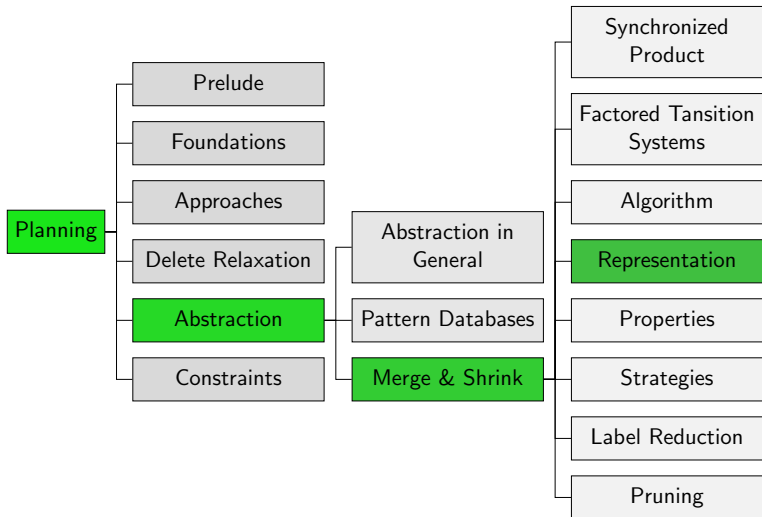 Planning
Prelude
Foundations
Approaches
Delete Relaxation
Abstraction
Constraints
Abstraction in
General
Pattern Databases
Merge & Shrink
Synchronized
Product
Factored Tansition
Systems
Algorithm
Representation
Properties
Strategies
Label Reduction
Pruning